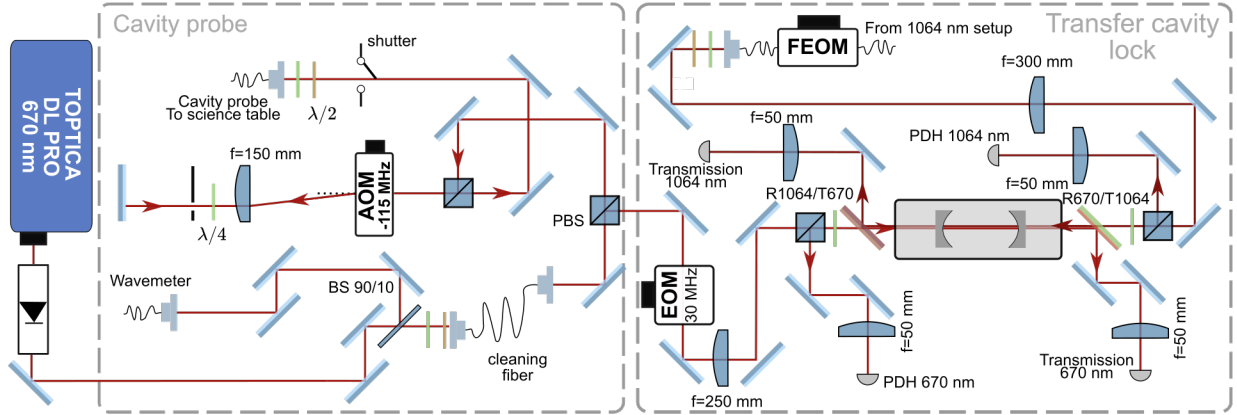 Cavity probe
Transfer cavity
lock
TOPTICA
DL PRO
670 nm
shutter
Cavity probe
To science table
λ/2
f=150 mm
λ/4
AOM
-115 MHz
PBS
Wavemeter
BS 90/10
cleaning
fiber
FEOM
From 1064 nm setup
f=300 mm
f=50 mm
Transmission
1064 nm
PDH 1064 nm
f=50 mm
R1064/T670
R670/T1064
EOM
30 MHz
f=250 mm
f=50 mm
PDH 670 nm
f=50 mm
Transmission
670 nm